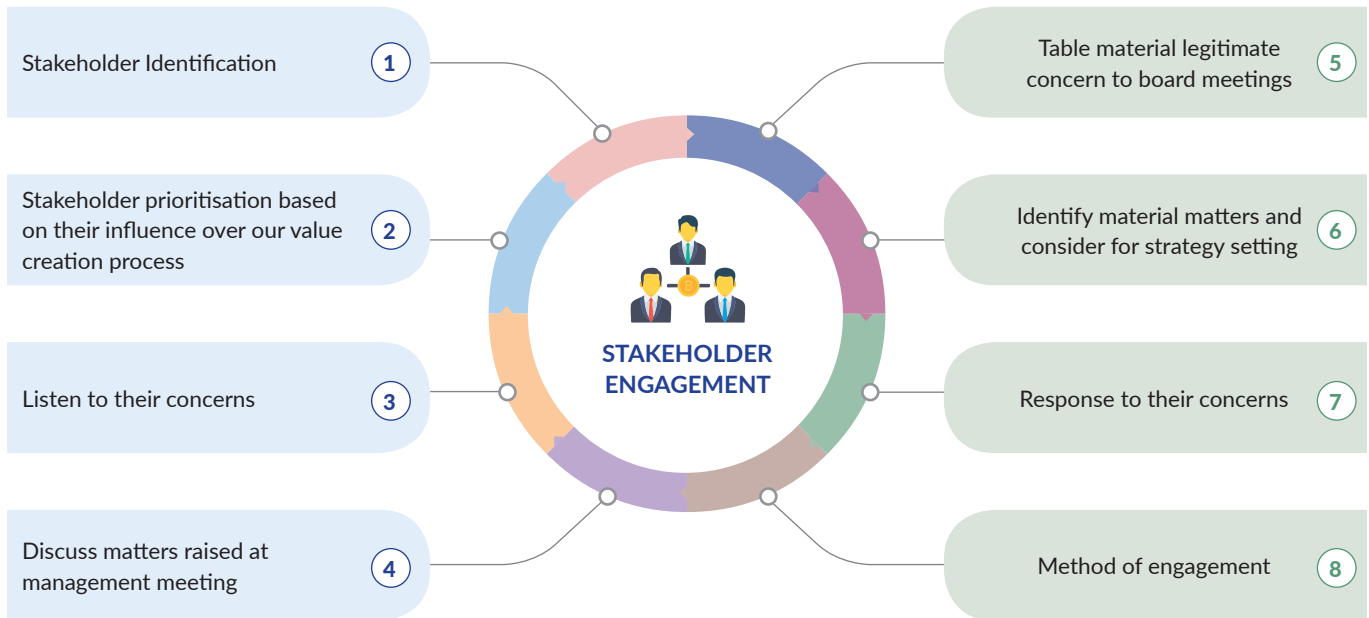 Stakeholder Identification
1
Stakeholder prioritisation based
on their influence over our value
creation process
2
Listen to their concerns
3
Discuss matters raised at
management meeting
4
STAKEHOLDER
ENGAGEMENT
Table material legitimate
concern to board meetings
5
Identify material matters and
consider for strategy setting
6
Response to their concerns
7
Method of engagement
8